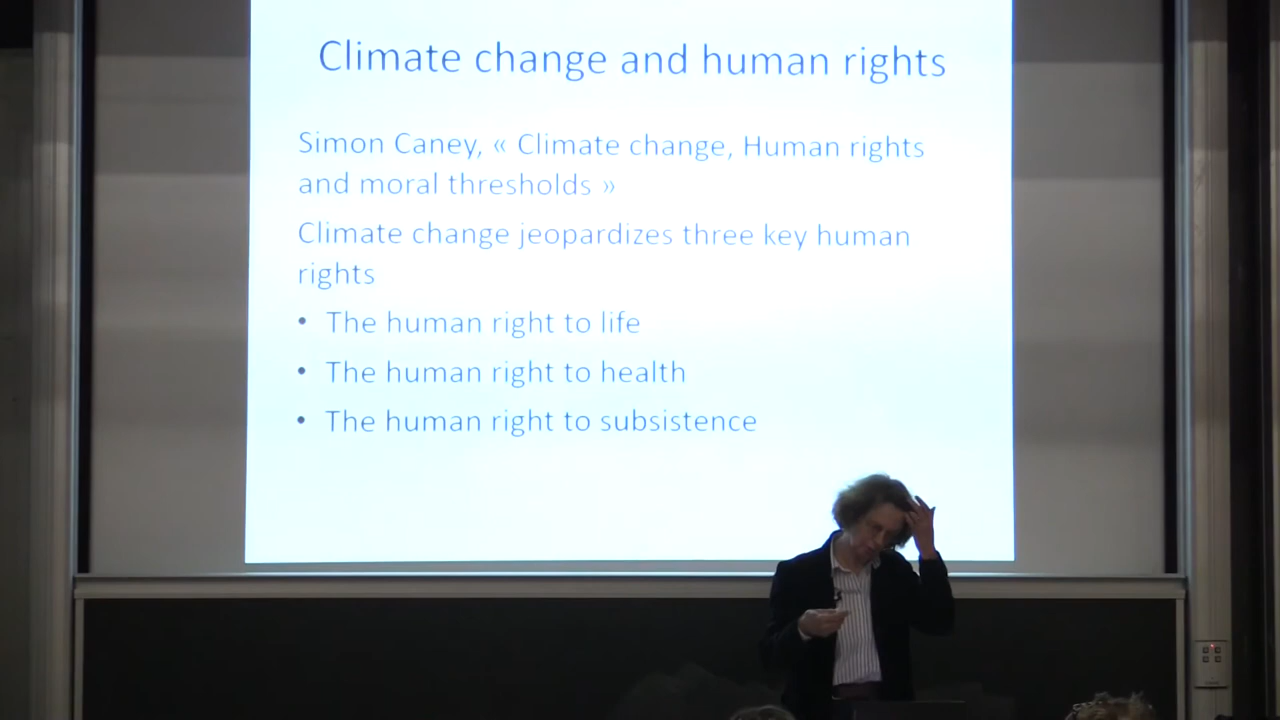 Climate change and human rights
Simon Caney, « Climate change, Human rights
and moral thresholds »
Climate change jeopardizes three key human
rights
• The human right to life
• The human right to health
• The human right to subsistence